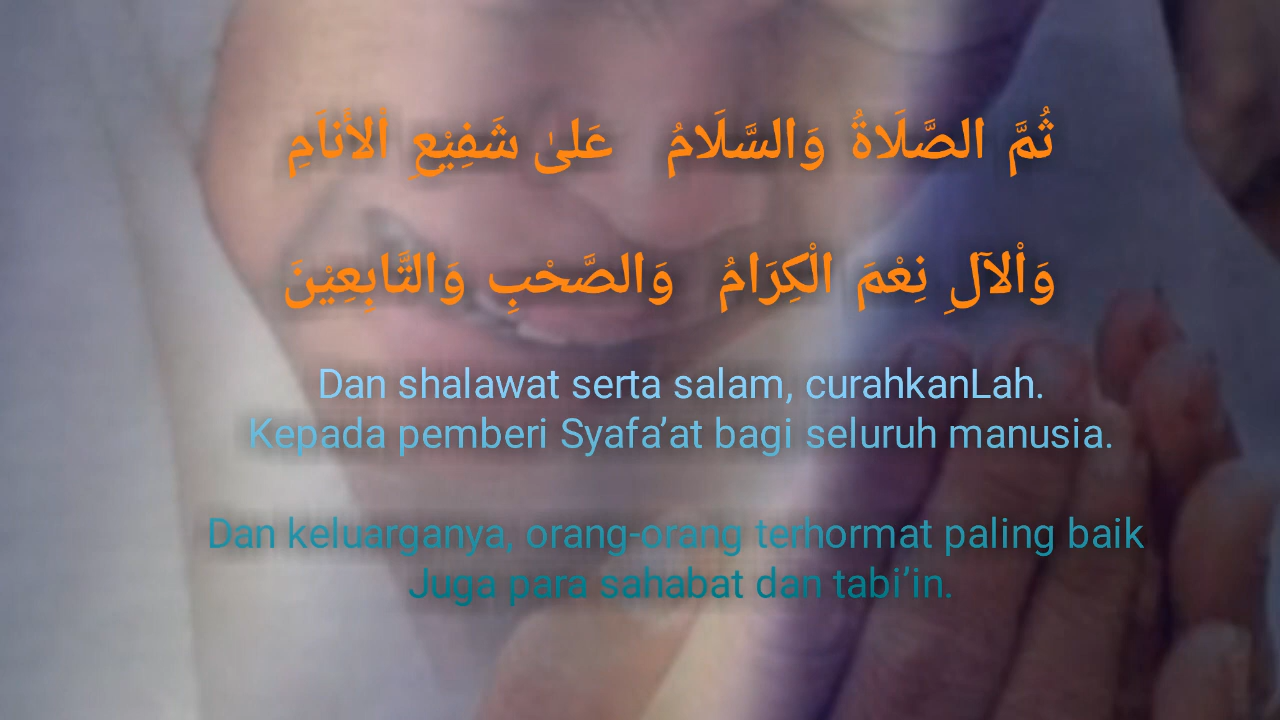 ثُمَّ الصَّلَاةُ وَالسَّلَامُ عَلىٰ شَفِيْعِ اْلأَناَمِ
وَاْلآلِ نِعْمَ الْكِرَامُ وَالصَّحْبِ وَالتَّابِعِيْنَ
Dan shalawat serta salam, curahkanLah.
Kepada pemberi Syafa’at bagi seluruh manusia.
Dan keluarganya, orang-orang terhormat paling baik
Juga para sahabat dan tabi’in.